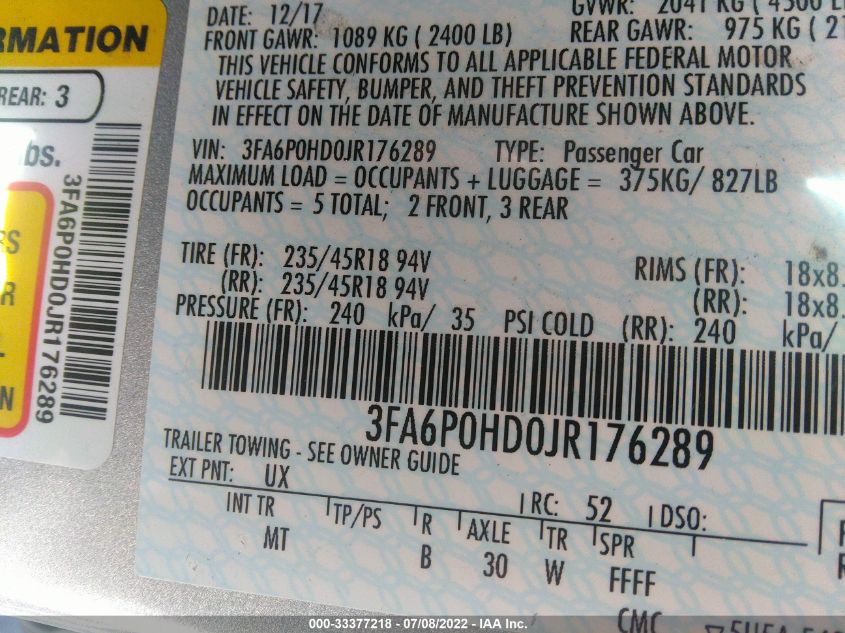 DATE: 12/17
GVWR: 2041 KG
FRONT GAWR: 1089 KG ( 2400 LB)
REAR GAWR: 975 KG
THIS VEHICLE CONFORMS TO ALL APPLICABLE FEDERAL MOTOR
VEHICLE SAFETY, BUMPER, AND THEFT PREVENTION STANDARDS
IN EFFECT ON THE DATE OF MANUFACTURE SHOWN ABOVE.
VIN: 3FA6P0HD0JR176289 TYPE: Passenger Car
MAXIMUM LOAD = OCCUPANTS + LUGGAGE = 375KG/ 827LB
OCCUPANTS = 5 TOTAL; 2 FRONT, 3 REAR
TIRE (FR): 235/45R18 94V RIMS (FR): 18x8.
(RR): 235/45R18 94V (RR): 18x8.
PRESSURE (FR): 240 kPa/ 35 PSI COLD (RR): 240 kPa/
3FA6P0HD0JR176289
TRAILER TOWING - SEE OWNER GUIDE
EXT PNT: UX RC: 52 DSO:
INT TR TP/PS R AXLE TR SPR
MT B 30 W FFFF
CMC
RMATION
REAR: 3
bs.
3FA6P0HD0JR176289
000-33377218 - 07/08/2022 - IAA Inc.